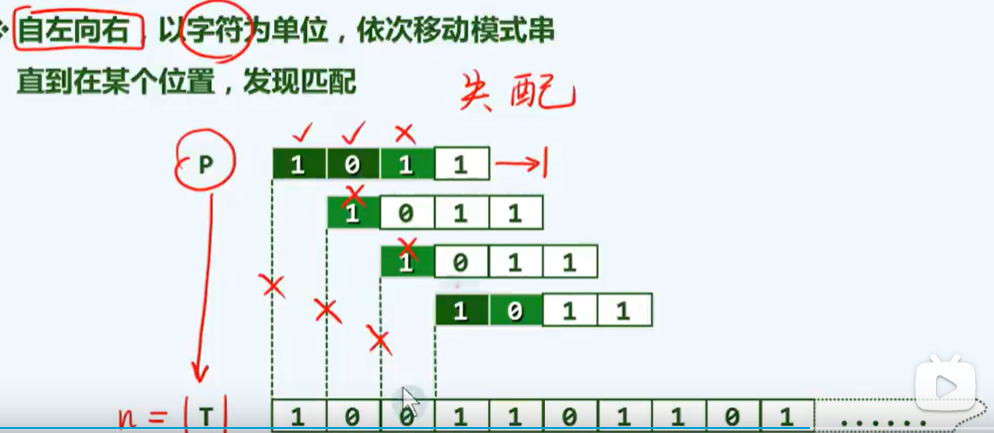 自左向右，以字符为单位，依次移动模式串
直到在某个位置，发现匹配
失配
P 1 0 1 1
1 0 1 1
1 0 1 1
1 0 1 1
n = |T| 1 0 0 1 1 0 1 1 0 1 ......